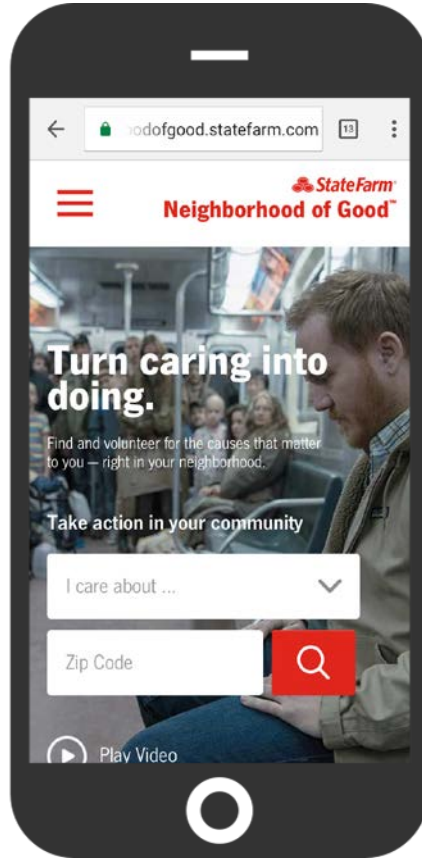 odofgood.statefarm.com 13
StateFarm
Neighborhood of Good™
Turn caring into
doing.
Find and volunteer for the causes that matter
to you — right in your neighborhood.
Take action in your community
I care about ...
Zip Code
Play Video